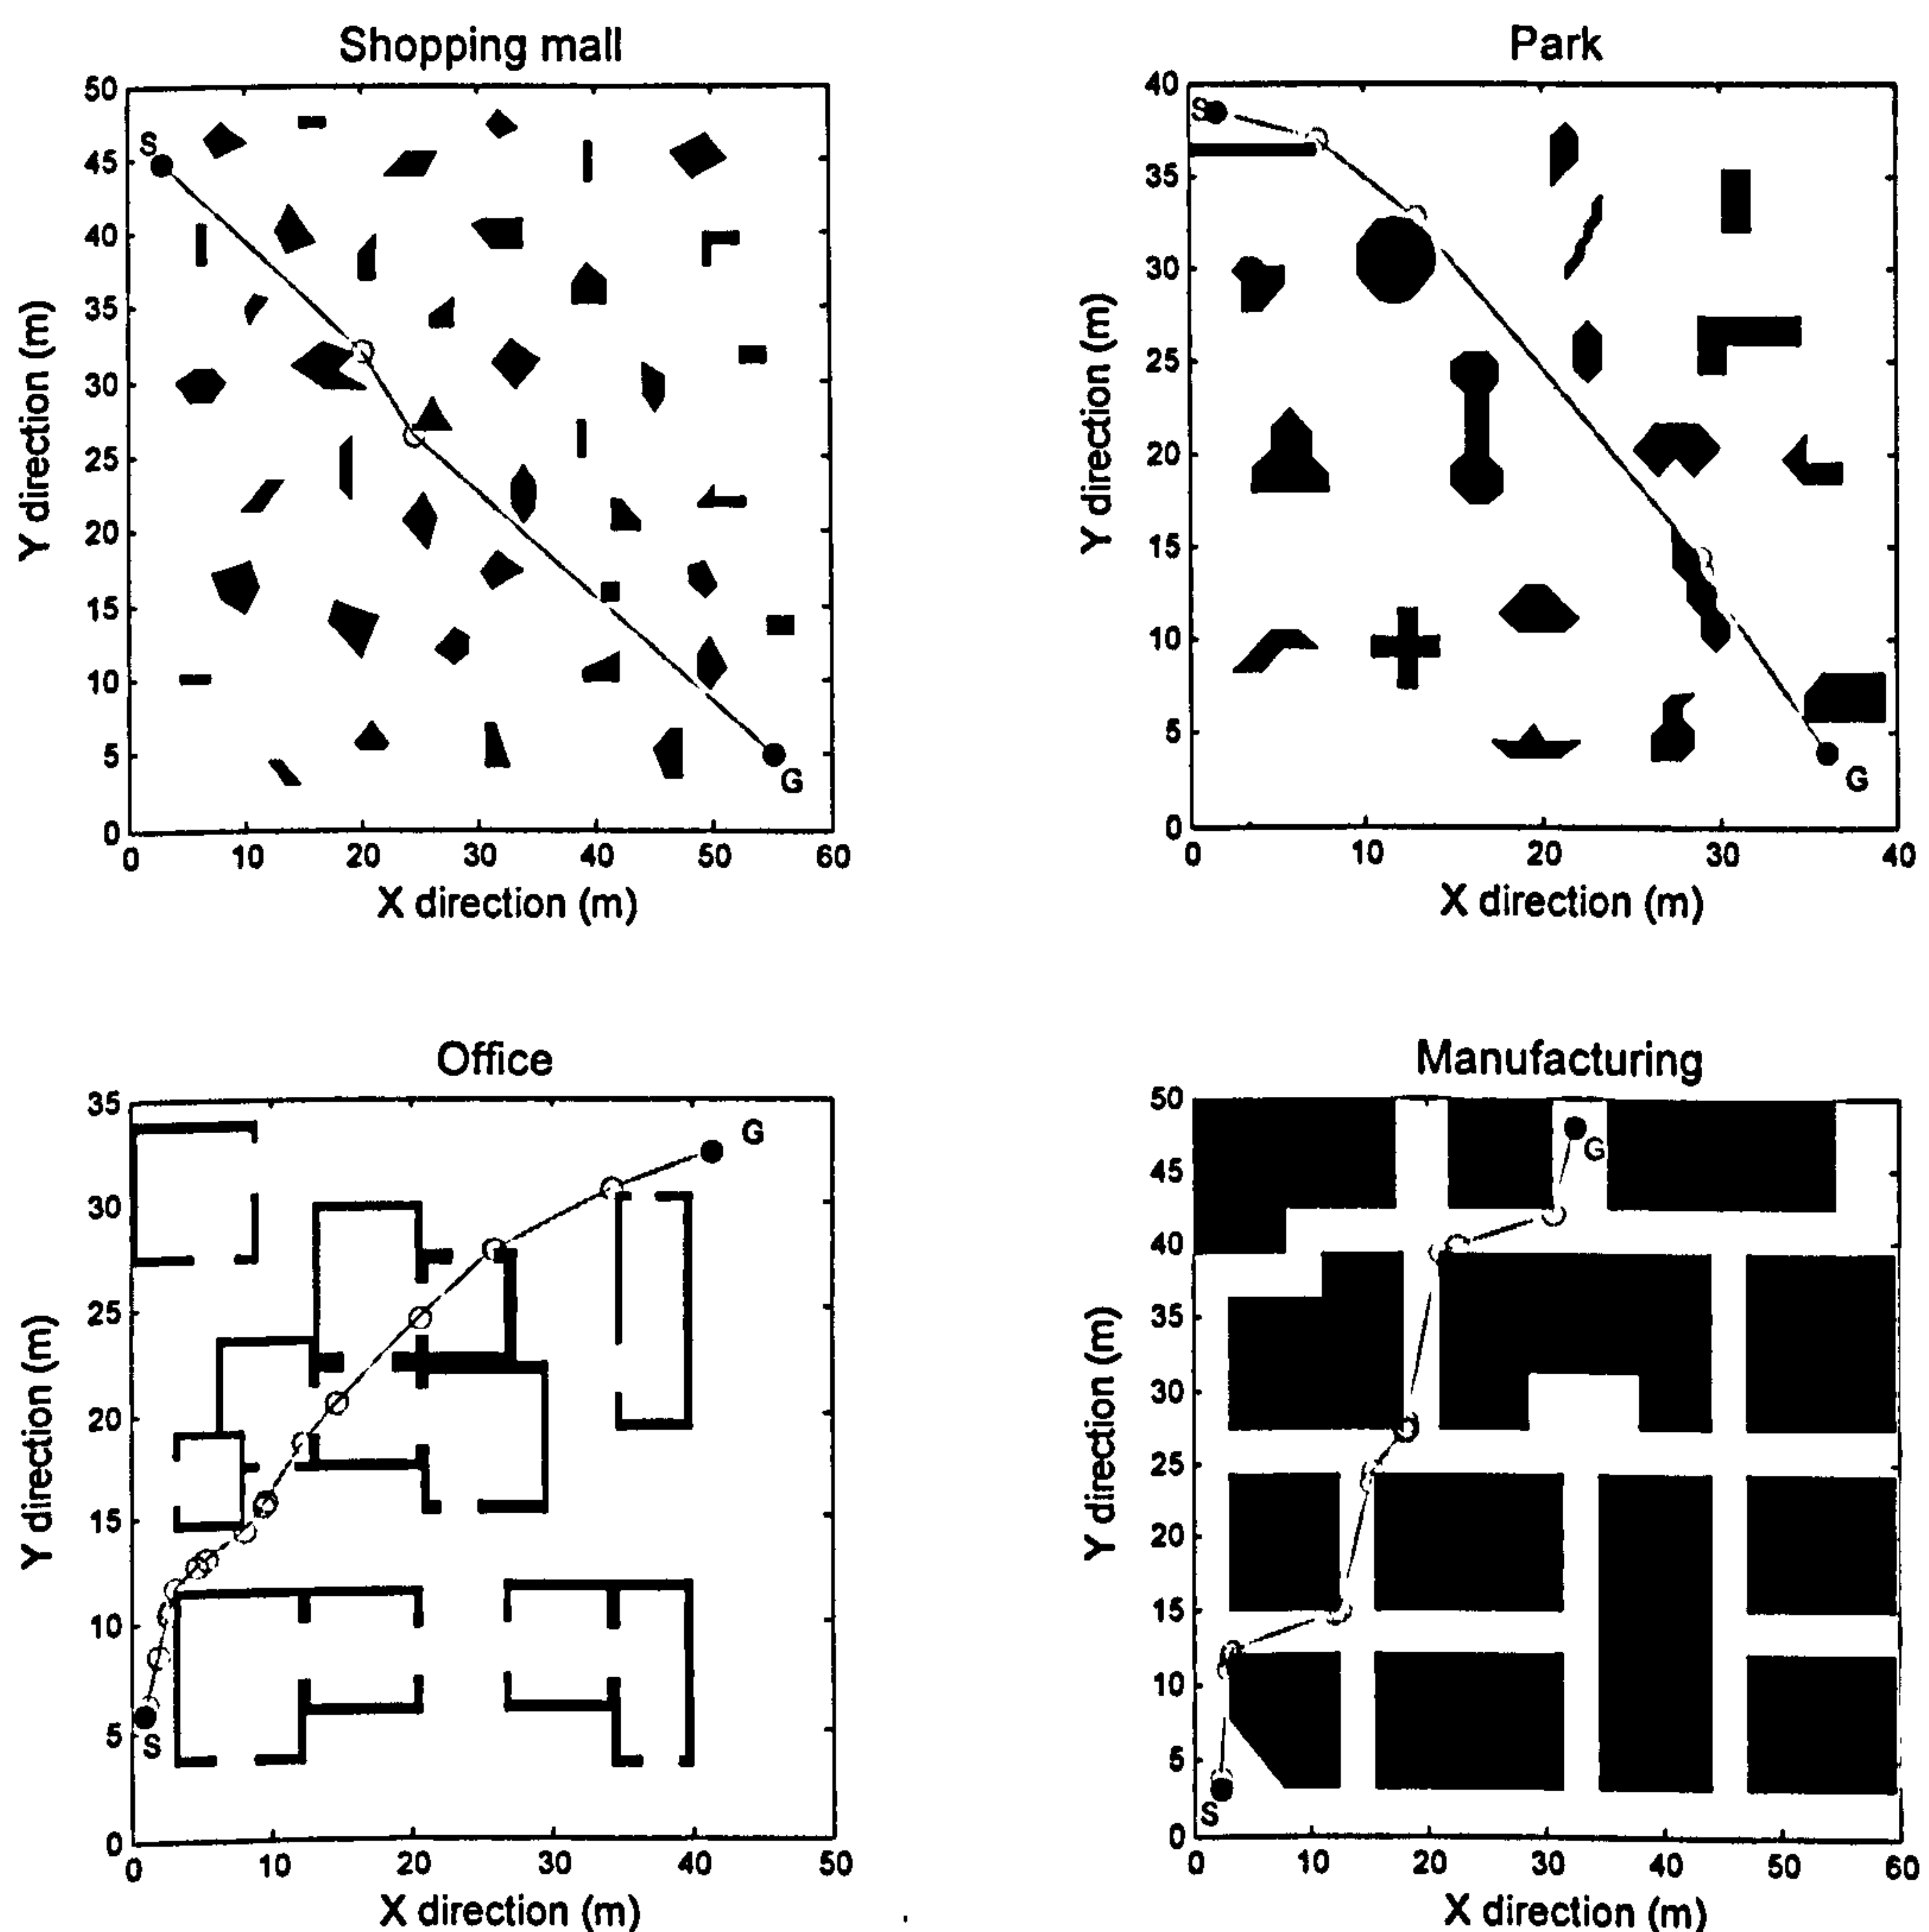 Shopping mall
50
45
40
35
30
25
20
15
10
5
0
S
G
0 10 20 30 40 50 60
X direction (m)
Y direction (m)
Park
40
35
30
25
20
15
10
5
0
S
G
0 10 20 30 40
X direction (m)
Y direction (m)
Office
35
30
25
20
15
10
5
0
G
S
0 10 20 30 40 50
X direction (m)
Y direction (m)
Manufacturing
50
45
40
35
30
25
20
15
10
5
0
G
S
0 10 20 30 40 50 60
X direction (m)
Y direction (m)